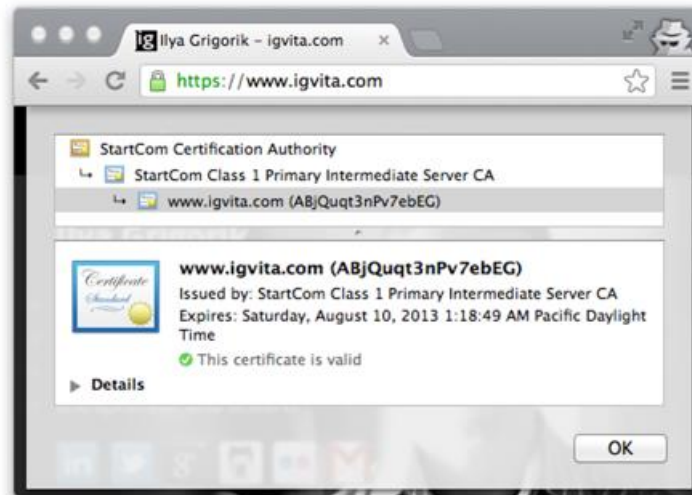 Ilya Grigorik – igvita.com
https://www.igvita.com
StartCom Certification Authority
StartCom Class 1 Primary Intermediate Server CA
www.igvita.com (ABjQuqt3nPv7ebEG)
Ilya Grigorik
Certificate
Standard
www.igvita.com (ABjQuqt3nPv7ebEG)
Issued by: StartCom Class 1 Primary Intermediate Server CA
Expires: Saturday, August 10, 2013 1:18:49 AM Pacific Daylight
Time
This certificate is valid
Details
OK